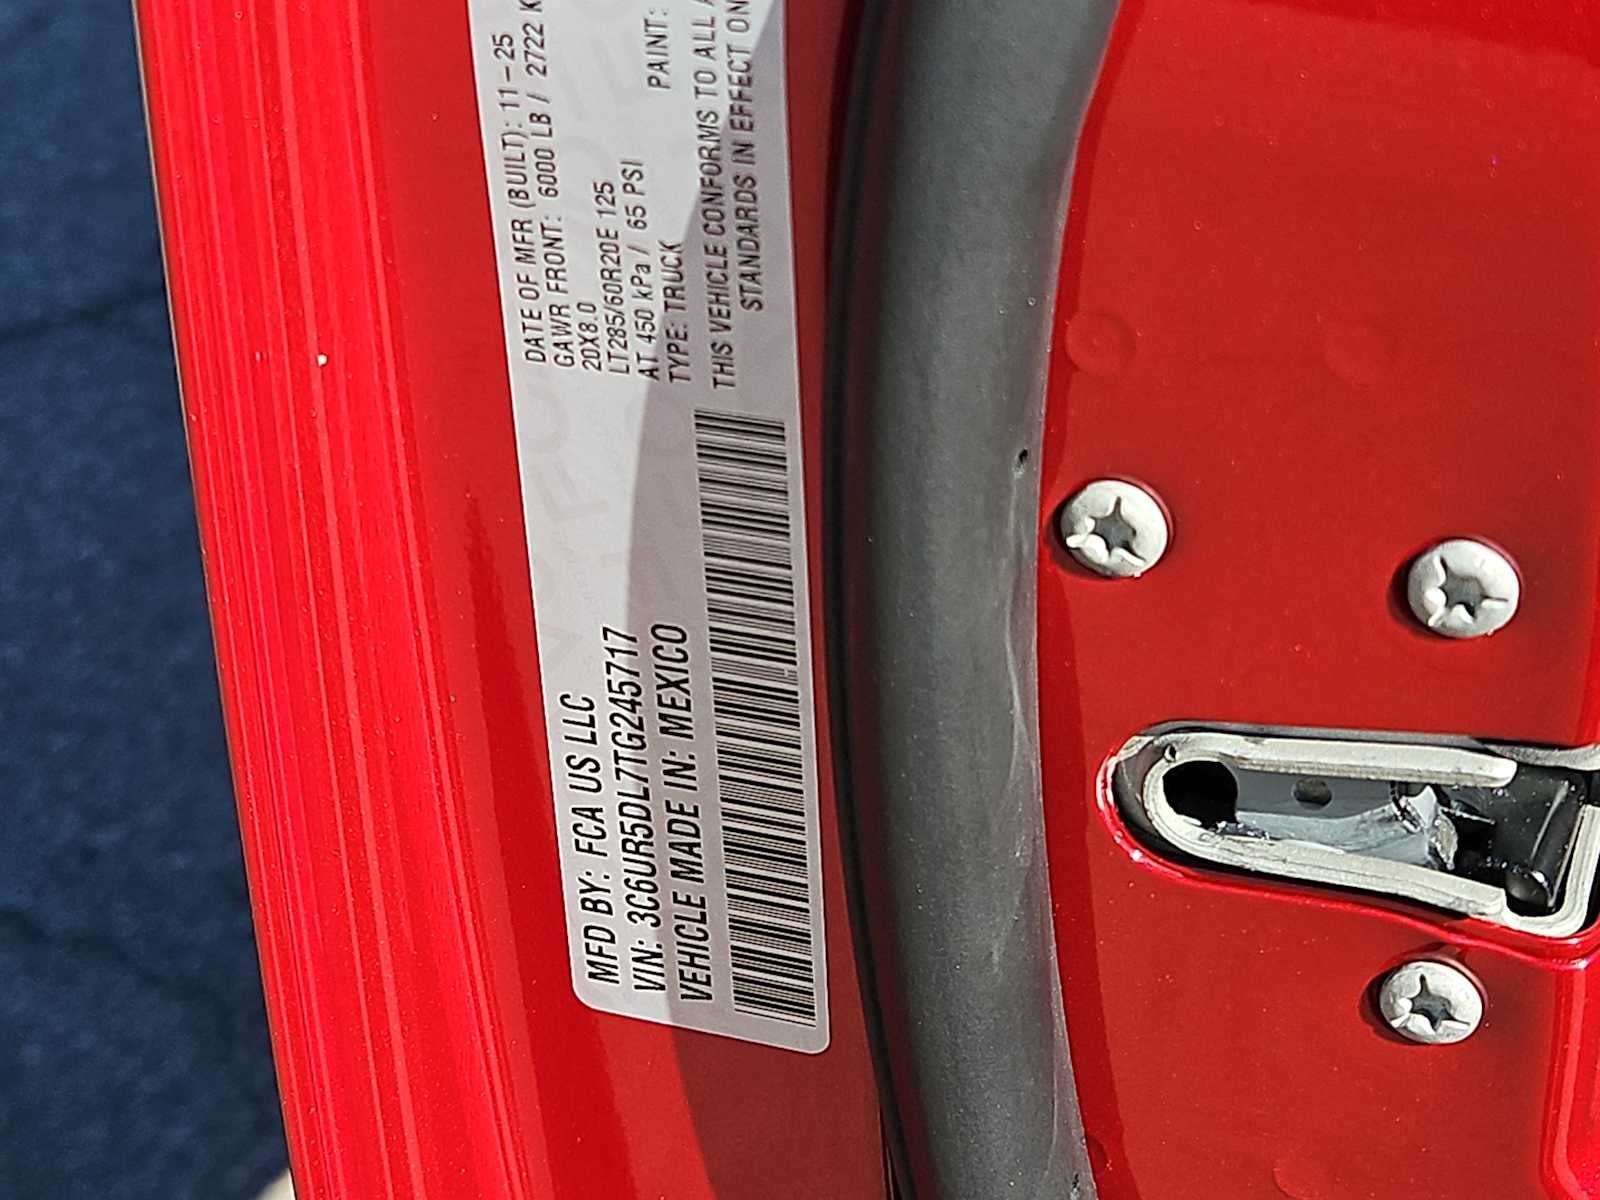 MFD BY: FCA US LLC
VIN: 3C6UR5DL7TG245717
VEHICLE MADE IN: MEXICO
DATE OF MFR (BUILT): 11-25
GAWR FRONT: 6000 LB / 2722 K
20X8.0
LT285/60R20E 125
AT 450 kPa / 65 PSI
TYPE: TRUCK PAINT:
THIS VEHICLE CONFORMS TO ALL A
STANDARDS IN EFFECT ON